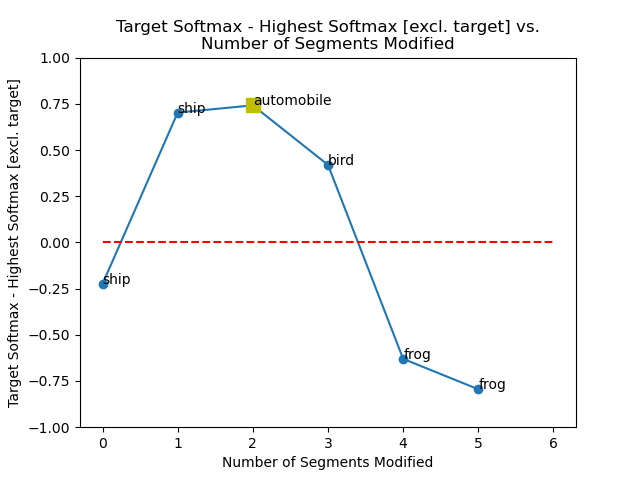 Target Softmax - Highest Softmax [excl. target] vs.
Number of Segments Modified
Target Softmax - Highest Softmax [excl. target]
1.00
0.75
0.50
0.25
0.00
−0.25
−0.50
−0.75
−1.00
ship
ship
automobile
bird
frog
frog
0 1 2 3 4 5 6
Number of Segments Modified